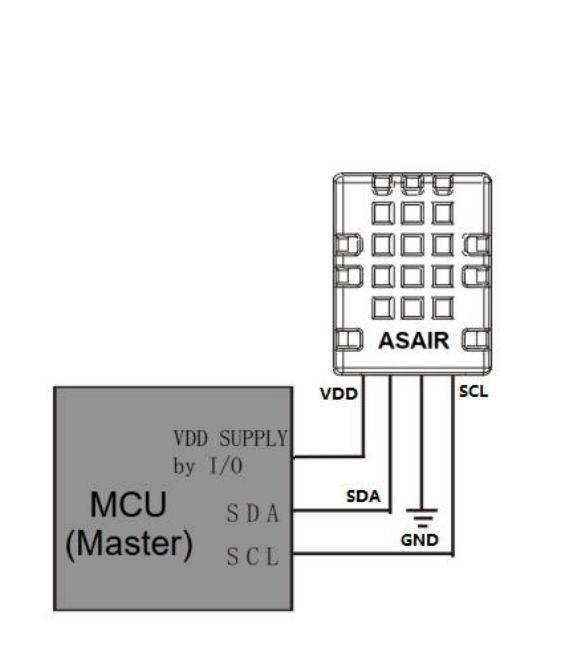 ASAIR
VDD
SCL
VDD SUPPLY
by I/O
MCU
(Master)
SDA
SDA
SCL
GND